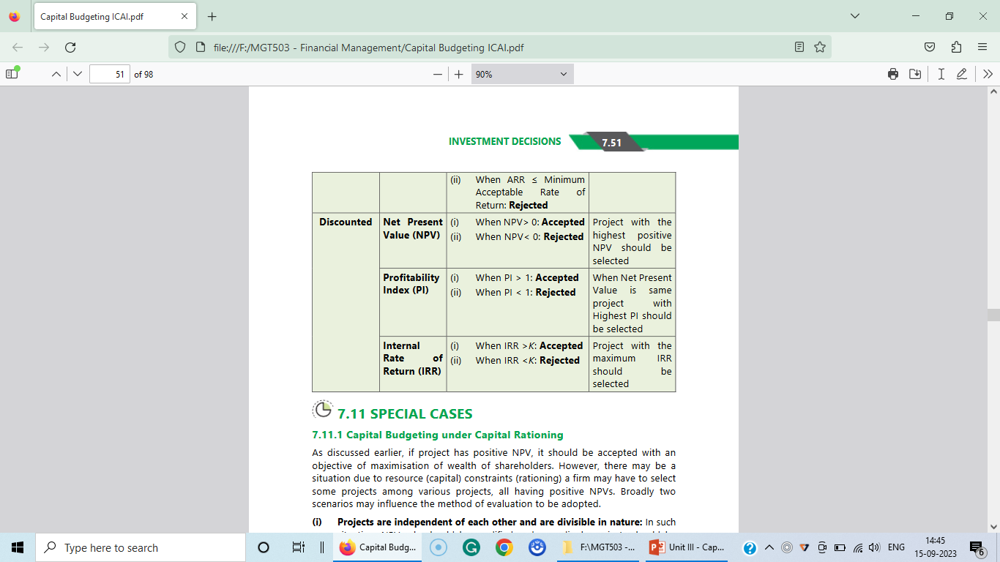 Capital Budgeting ICAI.pdf
file:///F:/MGT503 - Financial Management/Capital Budgeting ICAI.pdf
51 of 98
90%
INVESTMENT DECISIONS 7.51
(ii) When ARR ≤ Minimum
Acceptable Rate of
Return: Rejected
Discounted
Net Present
Value (NPV)
(i) When NPV> 0: Accepted
(ii) When NPV< 0: Rejected
Project with the
highest positive
NPV should be
selected
Profitability
Index (PI)
(i) When PI > 1: Accepted
(ii) When PI < 1: Rejected
When Net Present
Value is same
project with
Highest PI should
be selected
Internal
Rate of
Return (IRR)
(i) When IRR >K: Accepted
(ii) When IRR <K: Rejected
Project with the
maximum IRR
should be
selected
7.11 SPECIAL CASES
7.11.1 Capital Budgeting under Capital Rationing
As discussed earlier, if project has positive NPV, it should be accepted with an
objective of maximisation of wealth of shareholders. However, there may be a
situation due to resource (capital) constraints (rationing) a firm may have to select
some projects among various projects, all having positive NPVs. Broadly two
scenarios may influence the method of evaluation to be adopted.
(i) Projects are independent of each other and are divisible in nature: In such
Type here to search
Capital Budg...
F:\MGT503 -...
Unit III - Cap...
ENG
14:45
15-09-2023
6